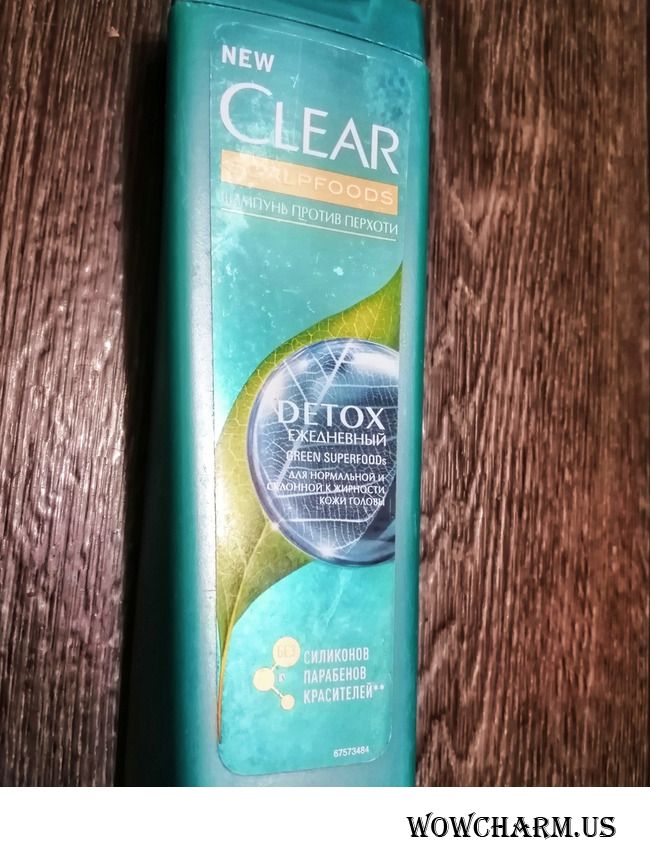 NEW
CLEAR
SCALPFOODS
ШАМПУНЬ ПРОТИВ ПЕРХОТИ
DETOX
ЕЖЕДНЕВНЫЙ
GREEN SUPERFOODs
ДЛЯ НОРМАЛЬНОЙ И
СКЛОННОЙ К ЖИРНОСТИ
КОЖИ ГОЛОВЫ
БЕЗ СИЛИКОНОВ
ПАРАБЕНОВ
КРАСИТЕЛЕЙ**
67573484
WOWCHARM.US